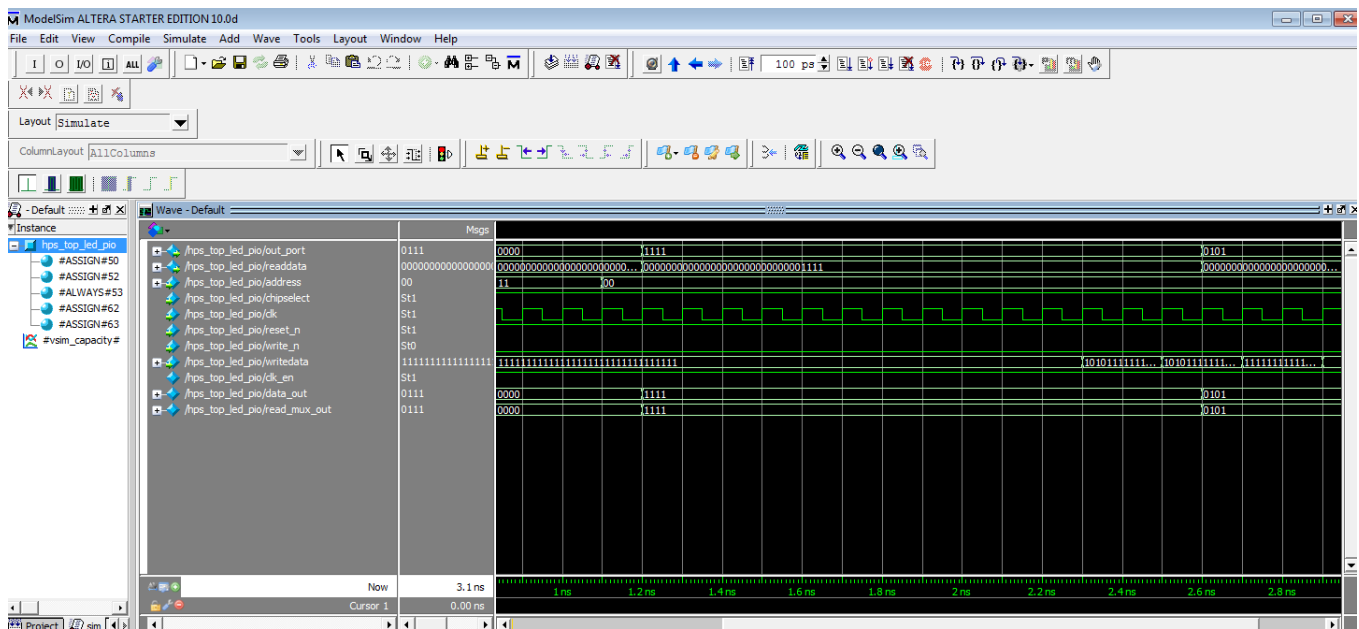 ModelSim ALTERA STARTER EDITION 10.0d
File Edit View Compile Simulate Add Wave Tools Layout Window Help
I O I/O 1 ALL M 100 ps
Layout Simulate
ColumnLayout AllColumns
- Default Wave - Default
Instance Msgs
hps_top_led_pio
#ASSIGN#50
#ASSIGN#52
#ALWAYS#53
#ASSIGN#62
#ASSIGN#63
#vsim_capacity#
/hps_top_led_pio/out_port 0111 0000 1111 0101
/hps_top_led_pio/readdata
/hps_top_led_pio/address 00 11 00
/hps_top_led_pio/chipselect St1
/hps_top_led_pio/clk St1
/hps_top_led_pio/reset_n St1
/hps_top_led_pio/write_n St0
/hps_top_led_pio/writedata 10101111111... 10101111111... 11111111111...
/hps_top_led_pio/clk_en St1
/hps_top_led_pio/data_out 0111 0000 1111 0101
/hps_top_led_pio/read_mux_out 0111 0000 1111 0101
Now 3.1 ns 1 ns 1.2 ns 1.4 ns 1.6 ns 1.8 ns 2 ns 2.2 ns 2.4 ns 2.6 ns 2.8 ns
Cursor 1 0.00 ns
Project sim